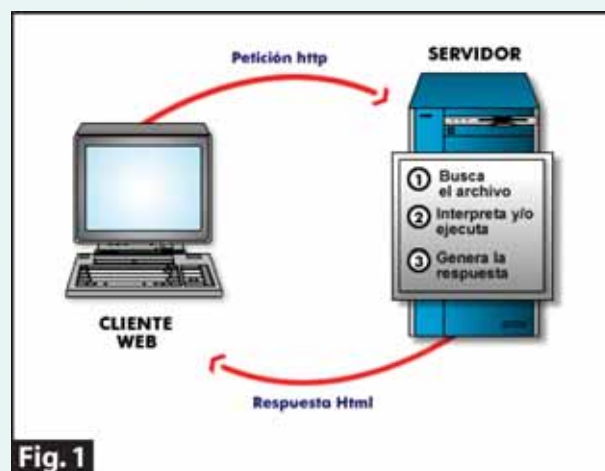 Petición http
SERVIDOR
1 Busca
el archivo
2 Interpreta y/o
ejecuta
3 Genera la
respuesta
CLIENTE
WEB
Respuesta Html
Fig. 1